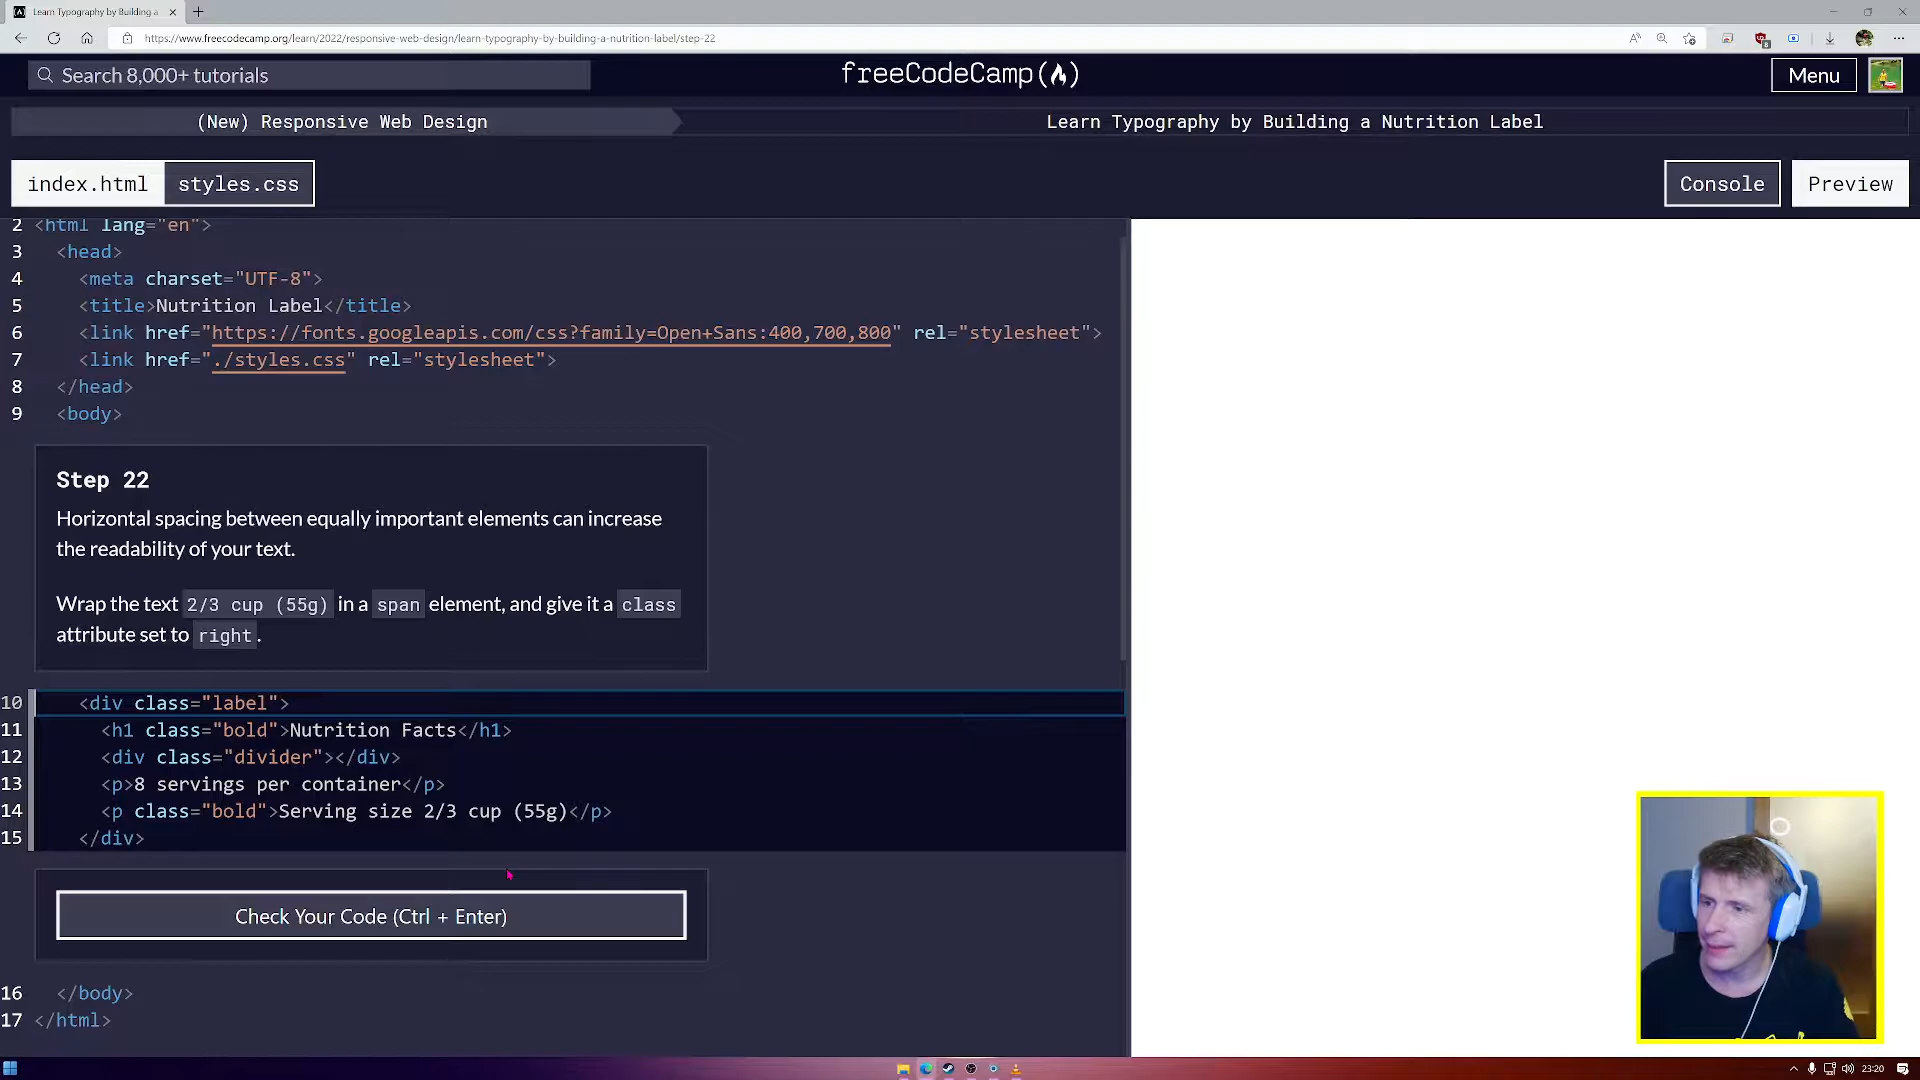 Learn Typography by Building a
https://www.freecodecamp.org/learn/2022/responsive-web-design/learn-typography-by-building-a-nutrition-label/step-22
Search 8,000+ tutorials
freeCodeCamp
Menu
(New) Responsive Web Design
Learn Typography by Building a Nutrition Label
index.html
styles.css
Console
Preview
2 <html lang="en">
3 <head>
4 <meta charset="UTF-8">
5 <title>Nutrition Label</title>
6 <link href="https://fonts.googleapis.com/css?family=Open+Sans:400,700,800" rel="stylesheet">
7 <link href="./styles.css" rel="stylesheet">
8 </head>
9 <body>
Step 22
Horizontal spacing between equally important elements can increase
the readability of your text.
Wrap the text 2/3 cup (55g) in a span element, and give it a class
attribute set to right.
10 <div class="label">
11 <h1 class="bold">Nutrition Facts</h1>
12 <div class="divider"></div>
13 <p>8 servings per container</p>
14 <p class="bold">Serving size 2/3 cup (55g)</p>
15 </div>
Check Your Code (Ctrl + Enter)
16 </body>
17 </html>
23:20